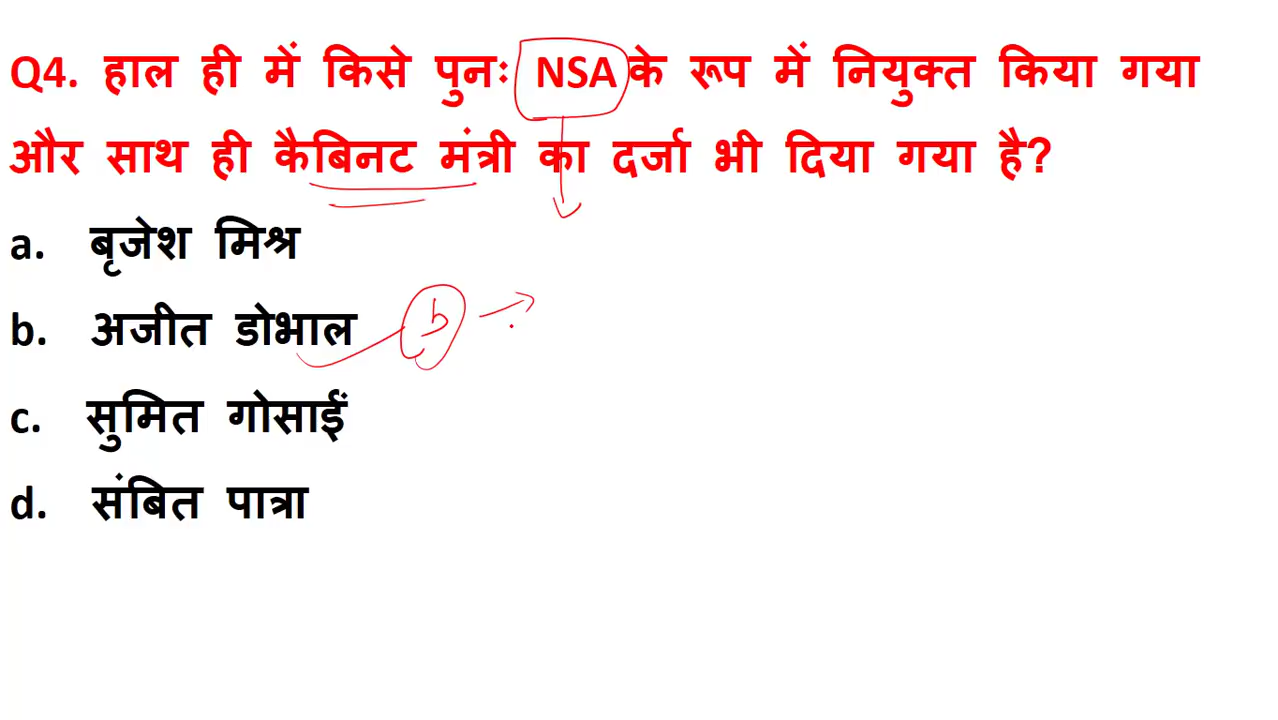 Q4. हाल ही में किसे पुनः NSA के रूप में नियुक्त किया गया
और साथ ही कैबिनट मंत्री का दर्जा भी दिया गया है?
a. बृजेश मिश्र
b. अजीत डोभाल b
c. सुमित गोसाईं
d. संबित पात्रा